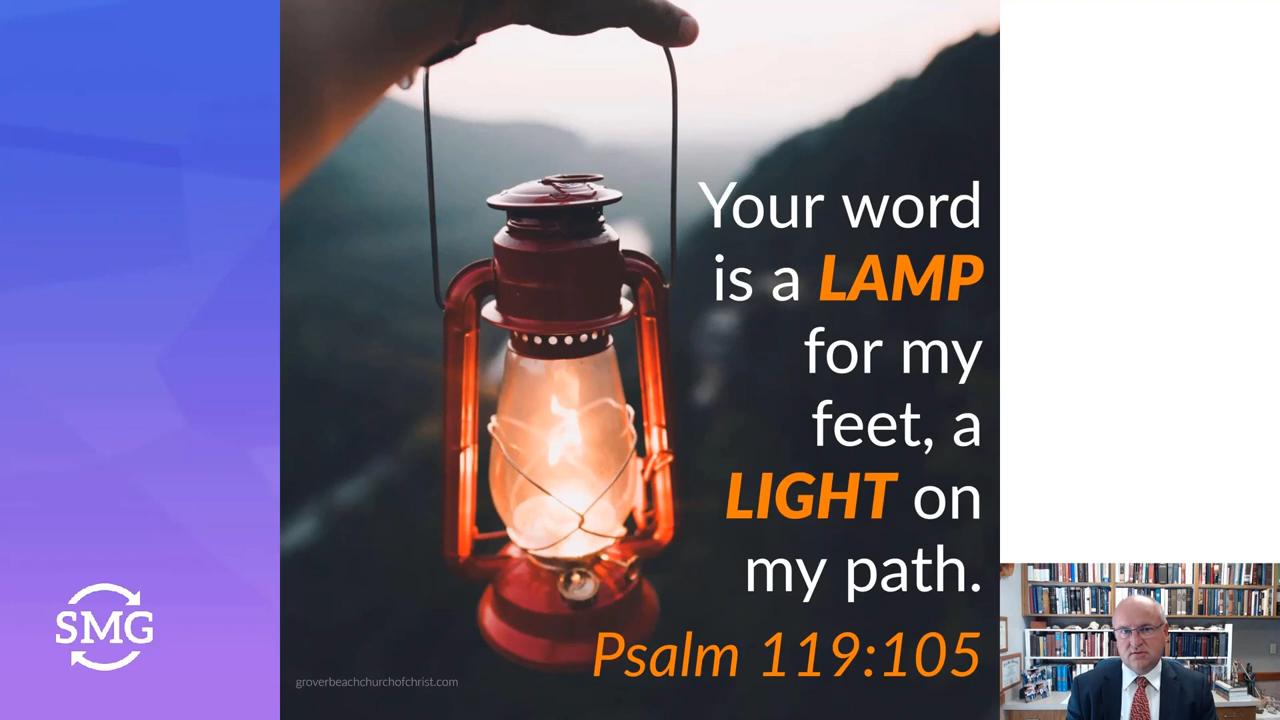 Your word
is a LAMP
for my
feet, a
LIGHT on
my path.
Psalm 119:105
groverbeachchurchofchrist.com
SMG